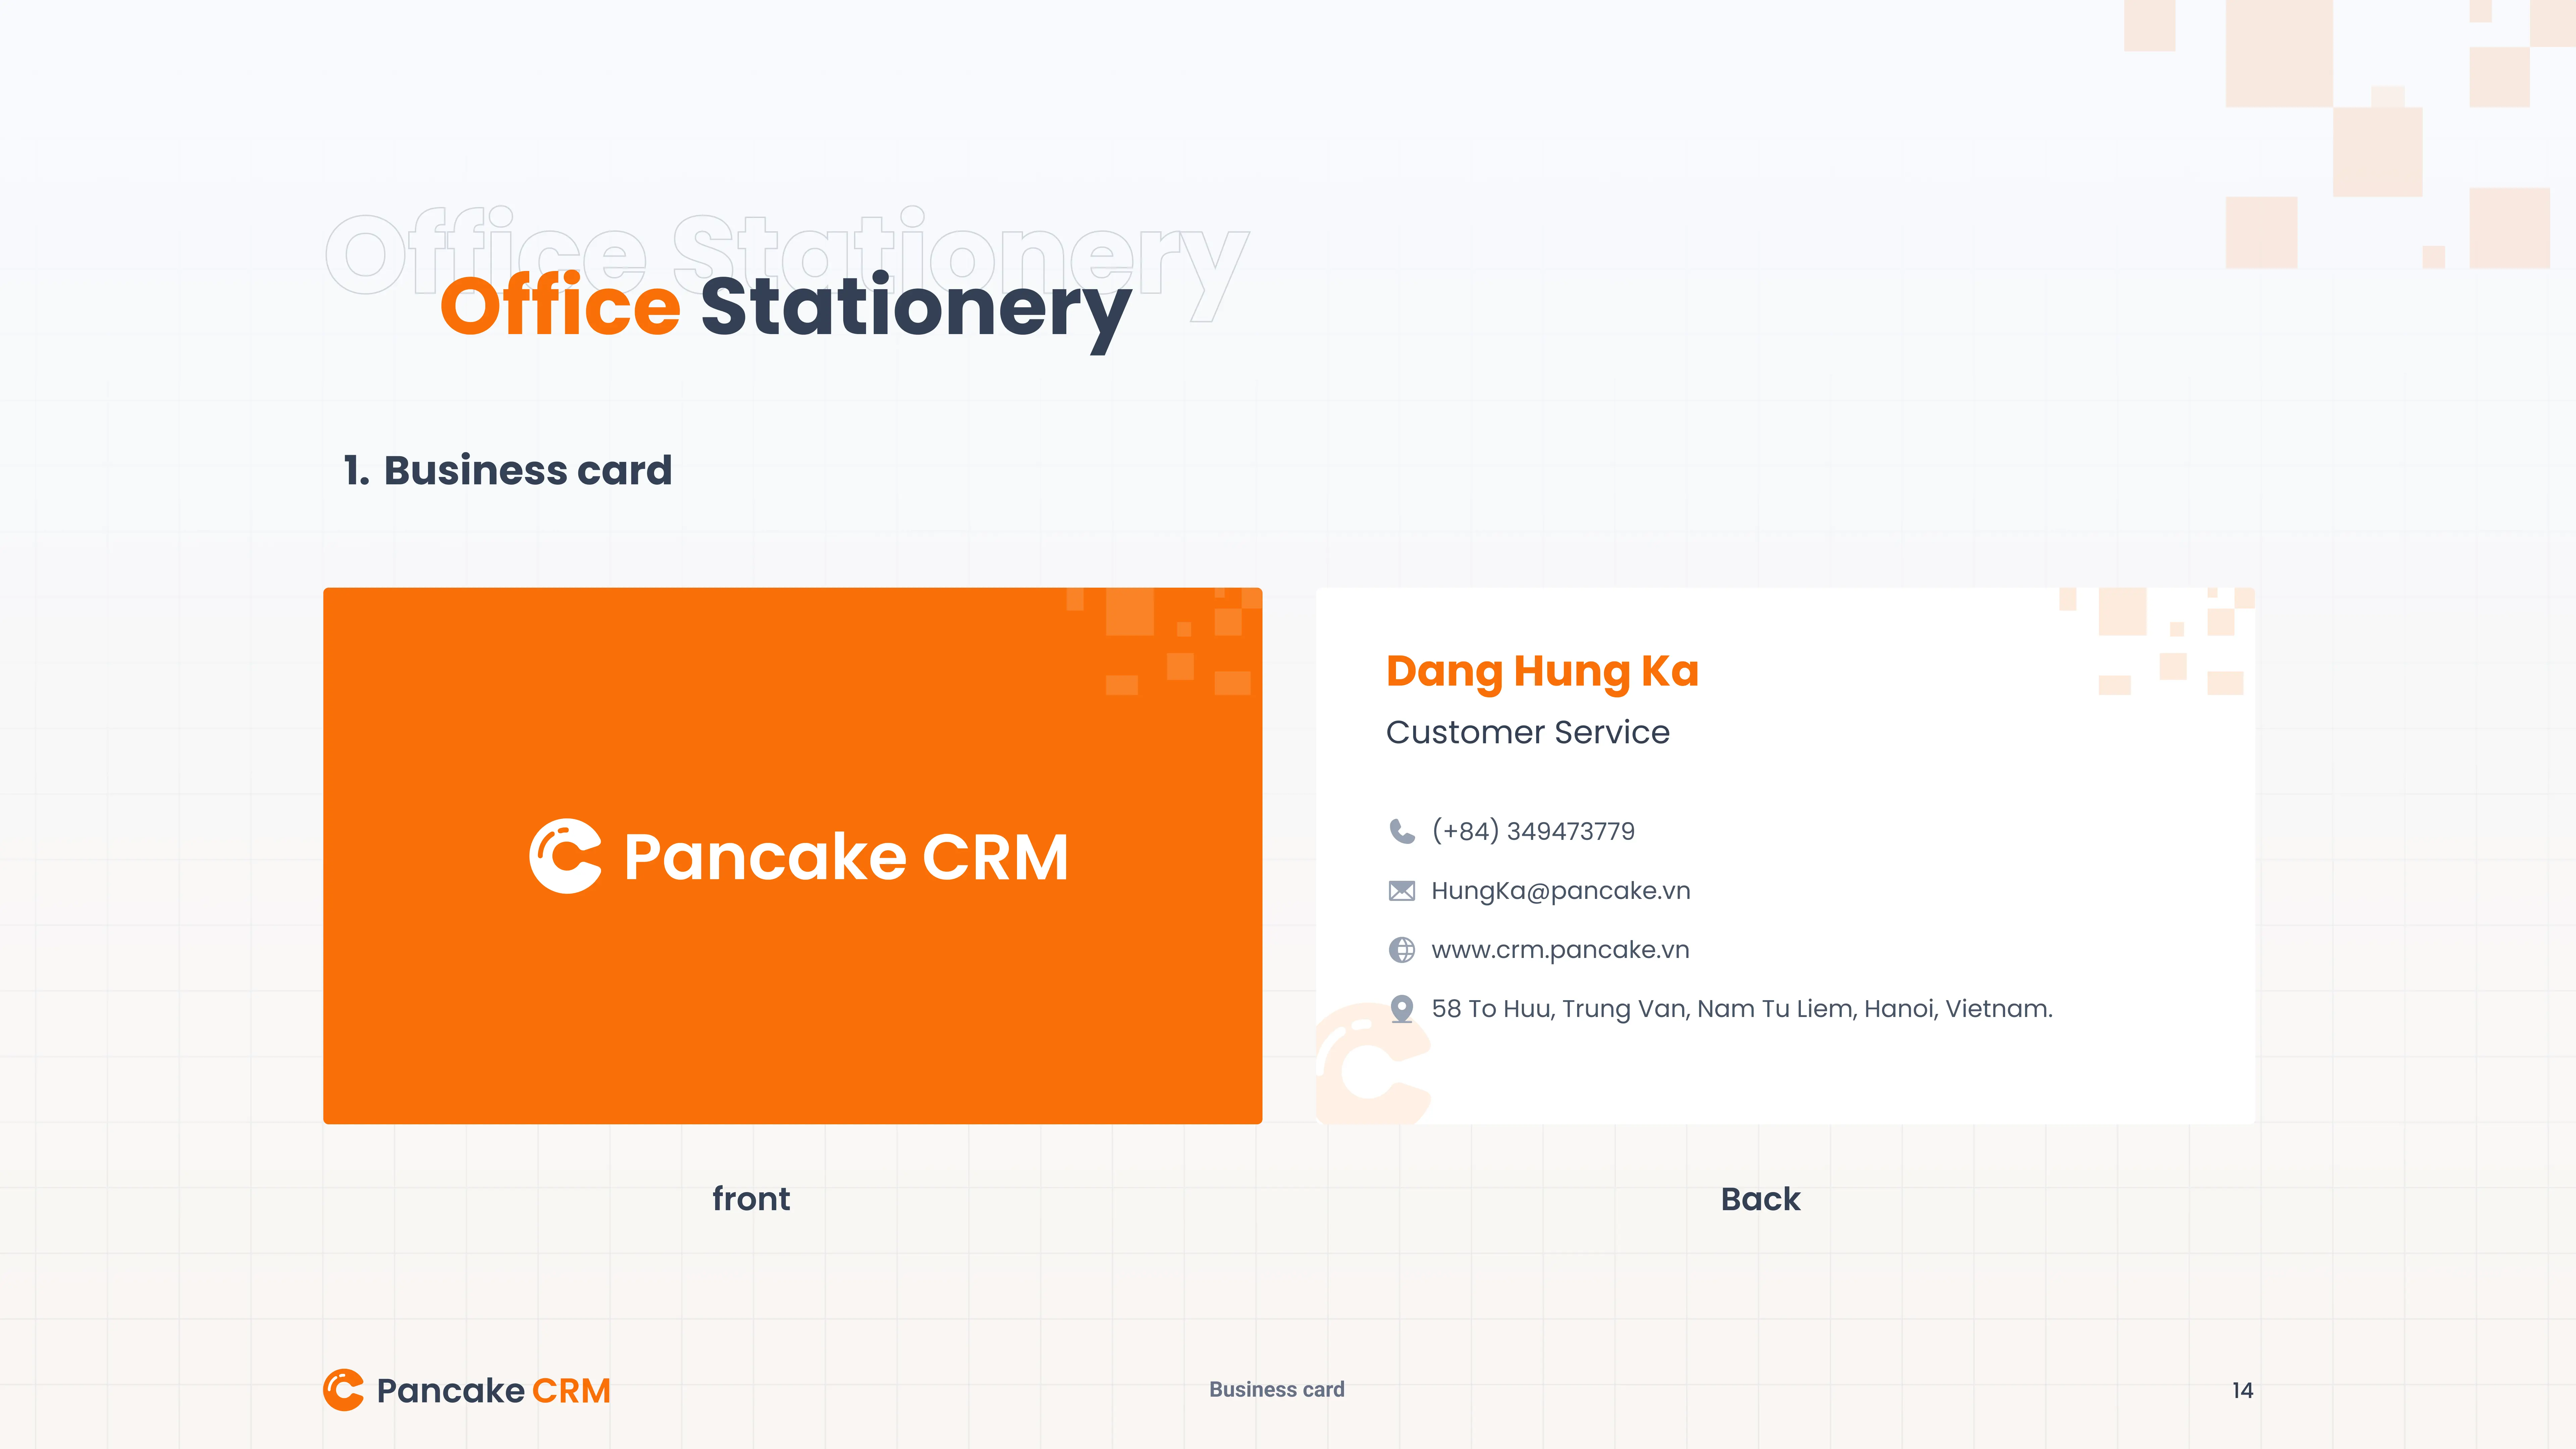 Office Stationery
Office Stationery
1. Business card
Pancake CRM
front
Dang Hung Ka
Customer Service
(+84) 349473779
HungKa@pancake.vn
www.crm.pancake.vn
58 To Huu, Trung Van, Nam Tu Liem, Hanoi, Vietnam.
Back
Pancake CRM
Business card
14